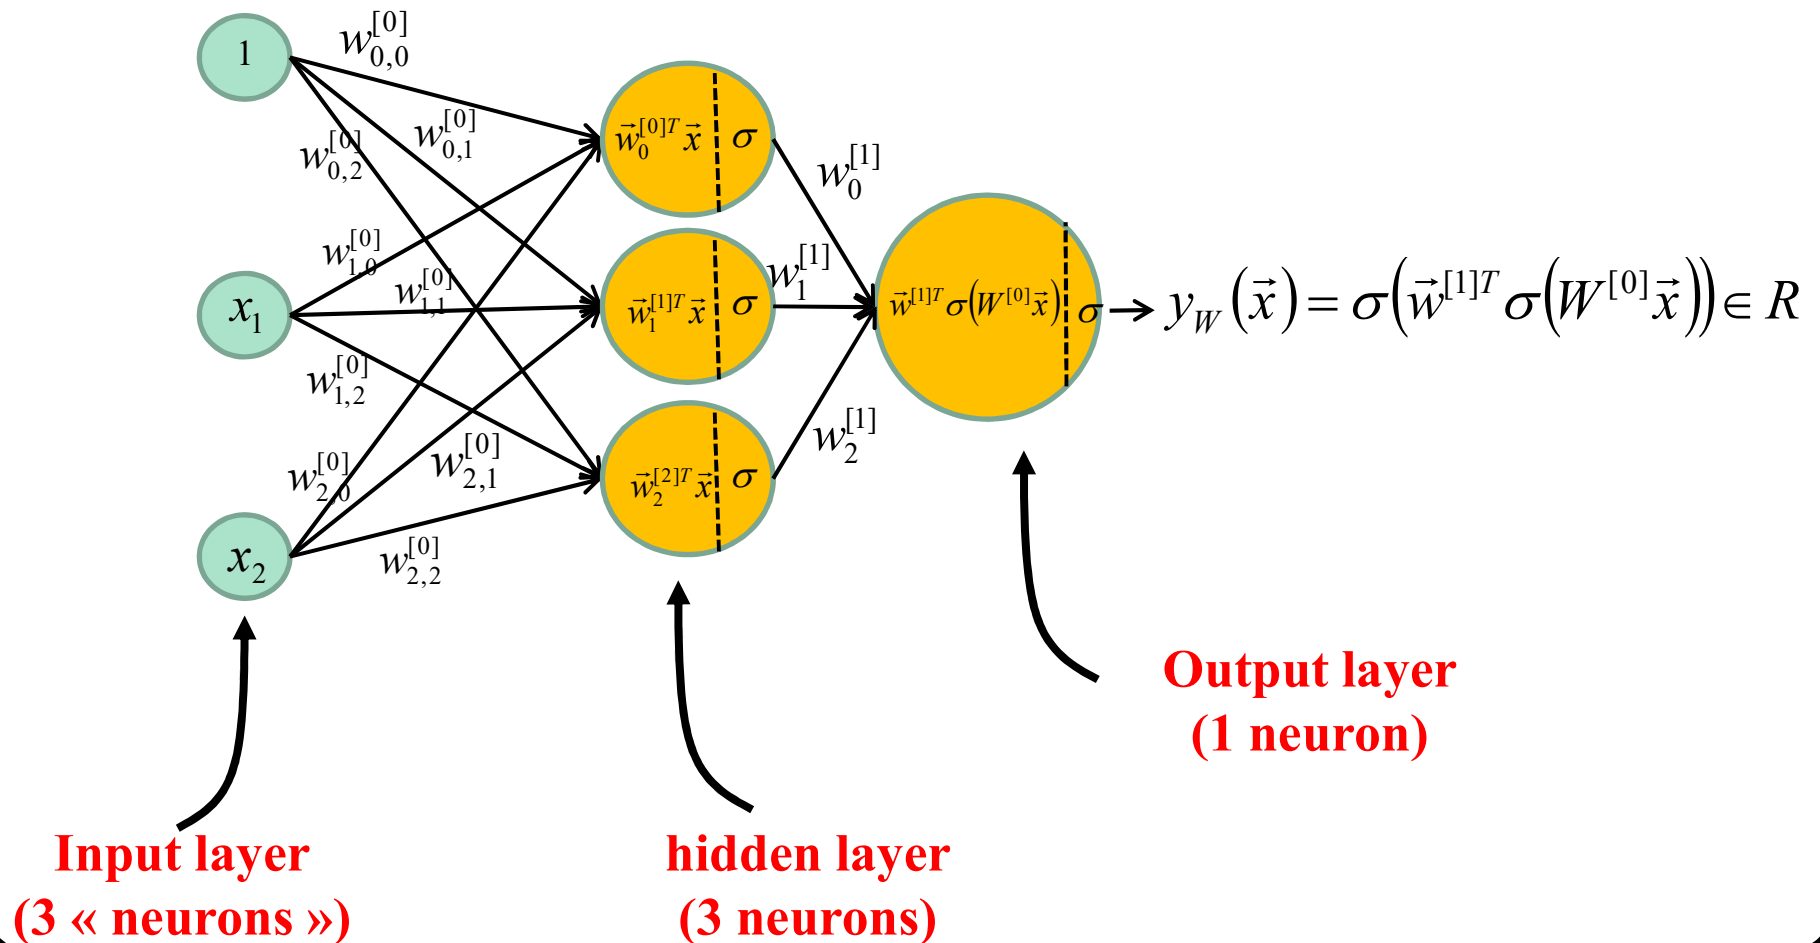 1
w_{0,0}^{[0]}
w_{0,1}^{[0]}
w_{0,2}^{[0]}
x_1
w_{1,0}^{[0]}
w_{1,1}^{[0]}
w_{1,2}^{[0]}
x_2
w_{2,0}^{[0]}
w_{2,1}^{[0]}
w_{2,2}^{[0]}
\vec{w}_0^{[0]T} \vec{x} σ
\vec{w}_1^{[1]T} \vec{x} σ
\vec{w}_2^{[2]T} \vec{x} σ
w_0^{[1]}
w_1^{[1]}
w_2^{[1]}
\vec{w}^{[1]T} σ(W^{[0]} \vec{x}) σ
y_W(\vec{x}) = σ(\vec{w}^{[1]T} σ(W^{[0]} \vec{x})) ∈ R
Input layer
(3 « neurons »)
hidden layer
(3 neurons)
Output layer
(1 neuron)